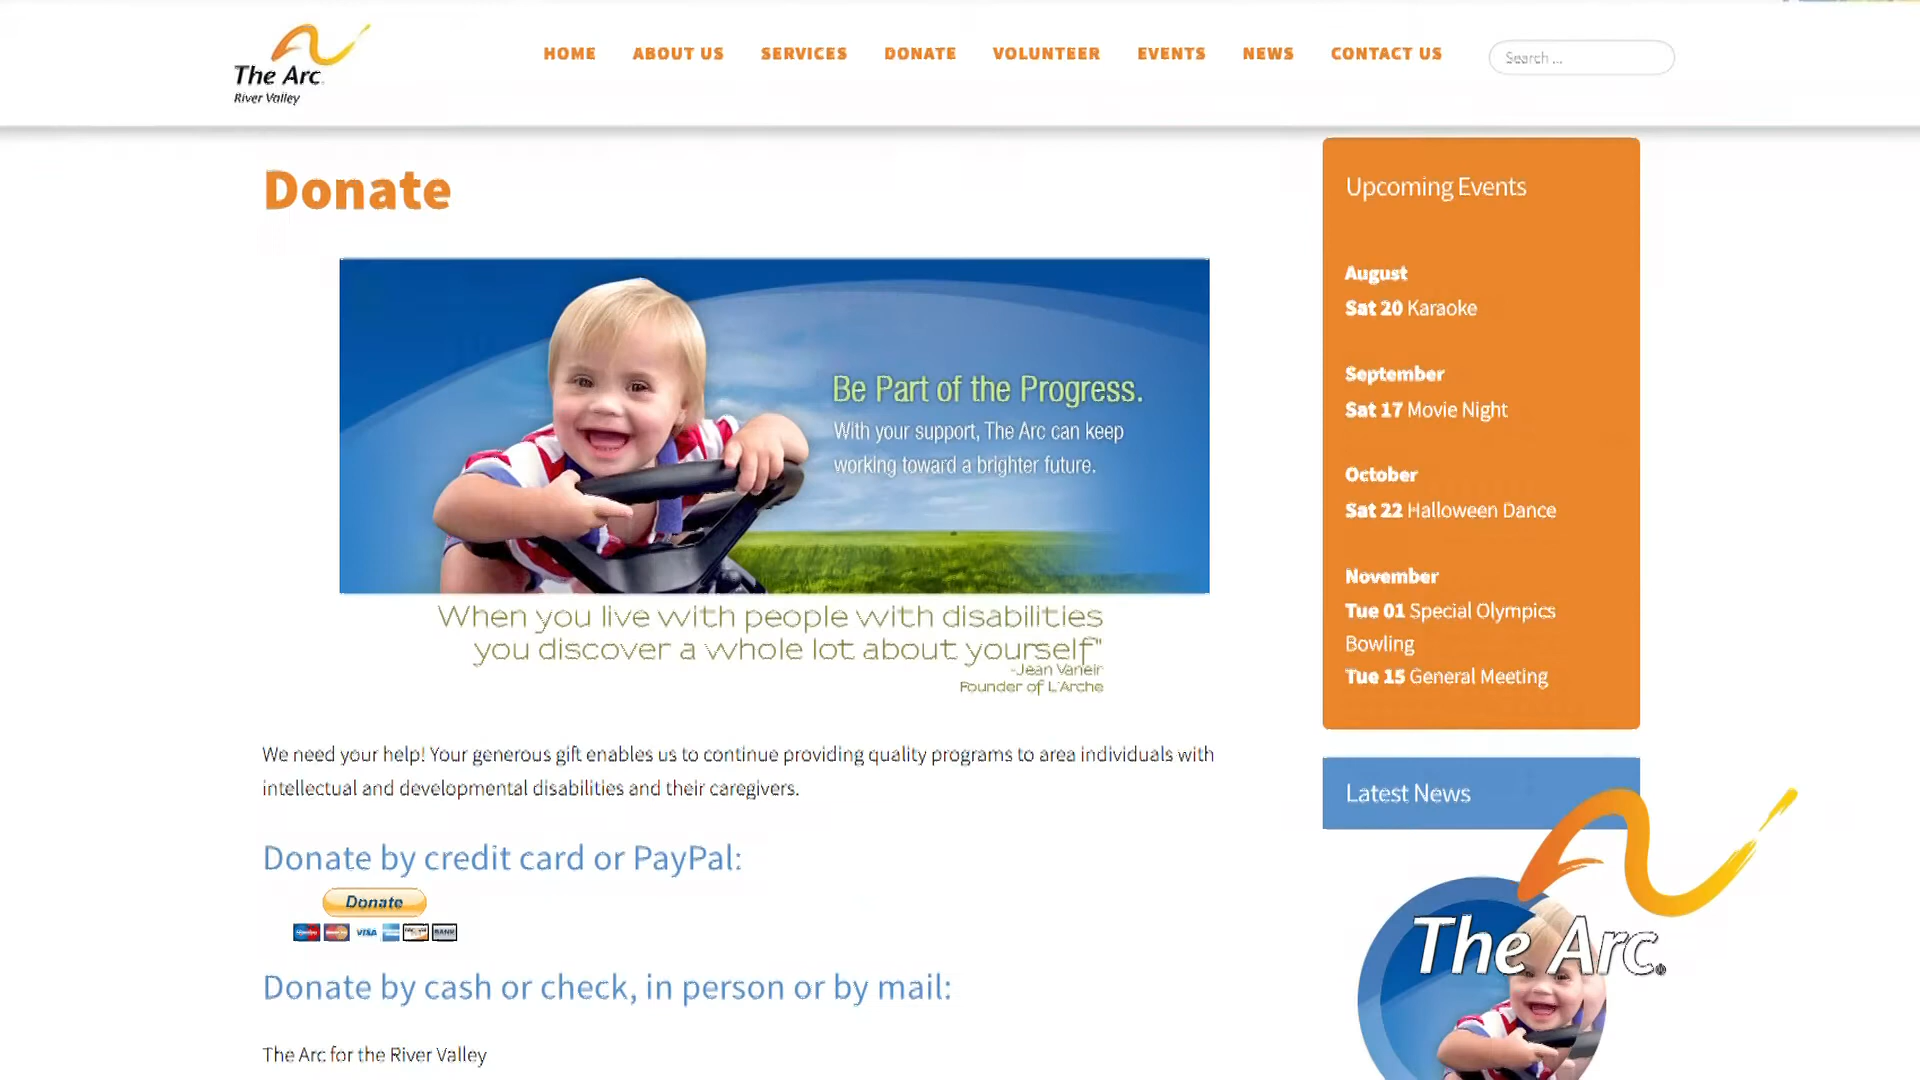 The Arc
River Valley
HOME ABOUT US SERVICES DONATE VOLUNTEER EVENTS NEWS CONTACT US
Search ...
Donate
Be Part of the Progress.
With your support, The Arc can keep
working toward a brighter future.
When you live with people with disabilities
you discover a whole lot about yourself"
-Jean Vaneir
Founder of L'Arche
We need your help! Your generous gift enables us to continue providing quality programs to area individuals with
intellectual and developmental disabilities and their caregivers.
Donate by credit card or PayPal:
Donate
VISA BANK
Donate by cash or check, in person or by mail:
The Arc for the River Valley
Upcoming Events
August
Sat 20 Karaoke
September
Sat 17 Movie Night
October
Sat 22 Halloween Dance
November
Tue 01 Special Olympics
Bowling
Tue 15 General Meeting
Latest News
The Arc®